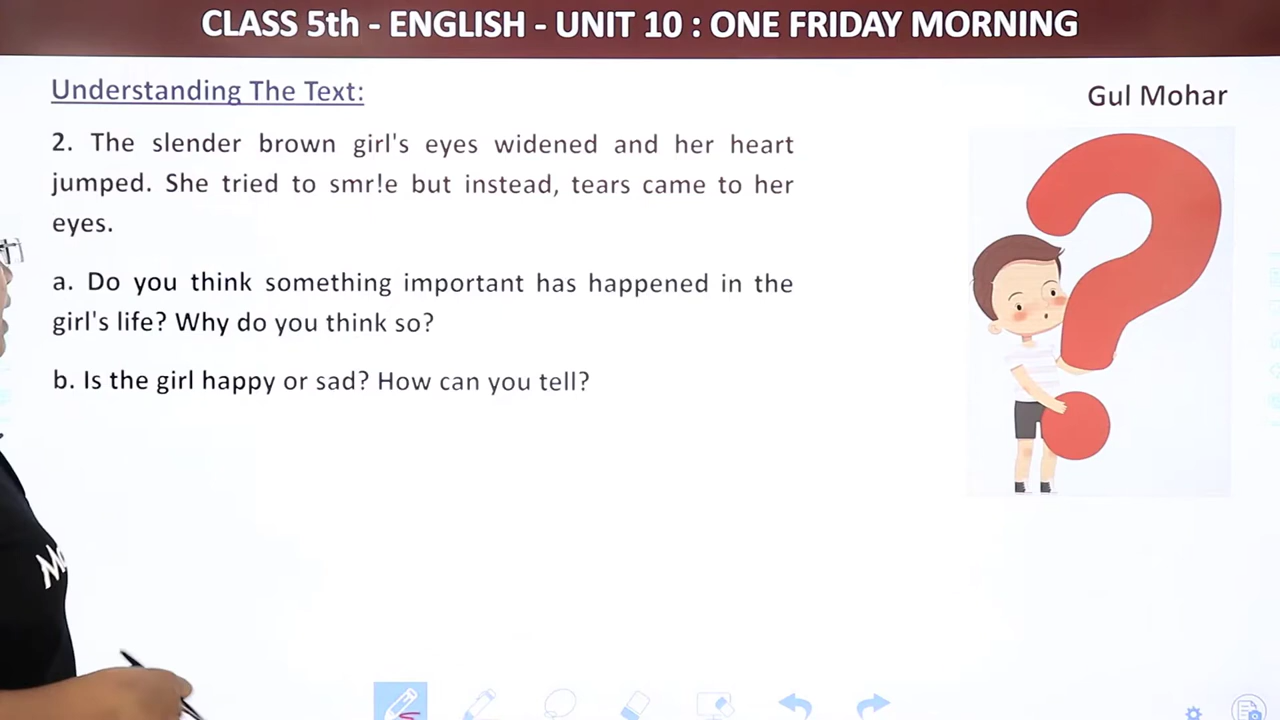 CLASS 5th - ENGLISH - UNIT 10 : ONE FRIDAY MORNING
Understanding The Text:
Gul Mohar
2. The slender brown girl's eyes widened and her heart
jumped. She tried to smr!e but instead, tears came to her
eyes.
a. Do you think something important has happened in the
girl's life? Why do you think so?
b. Is the girl happy or sad? How can you tell?